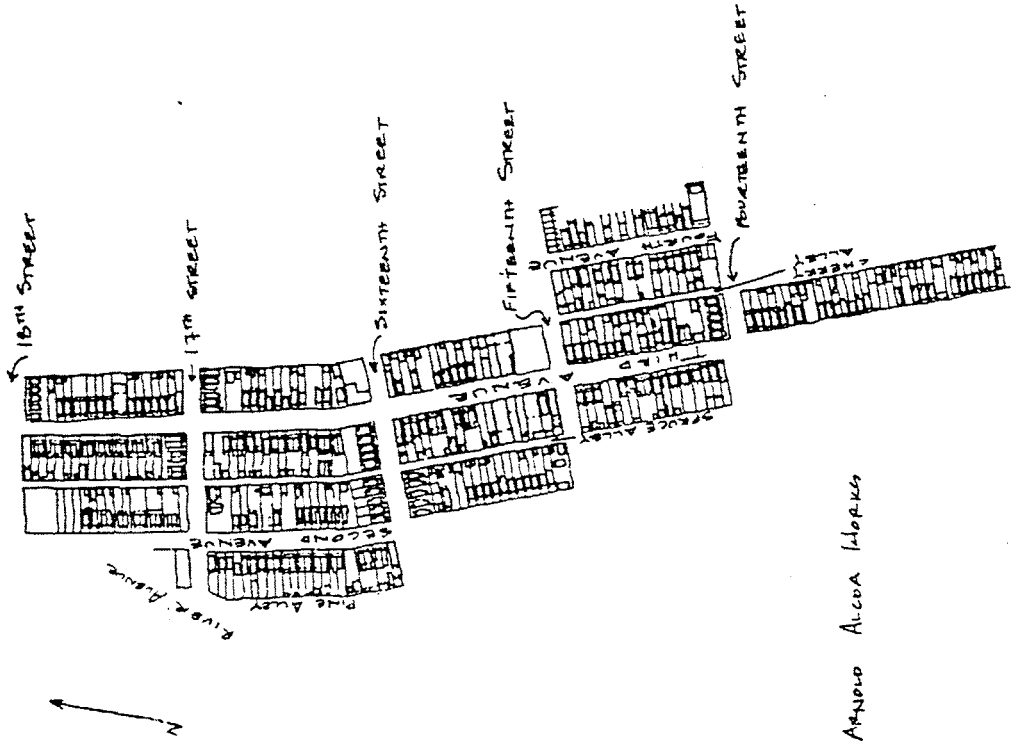 18TH STREET
17TH STREET
SIXTEENTH STREET
FIFTEENTH STREET
FOURTEENTH STREET
FOURTH AVENUE
CHERRY ALLEY
THIRD AVENUE
SPRUCE ALLEY
SECOND AVENUE
PINE ALLEY
RIVER AVENUE
N
ARNOLD ALCOA WORKS